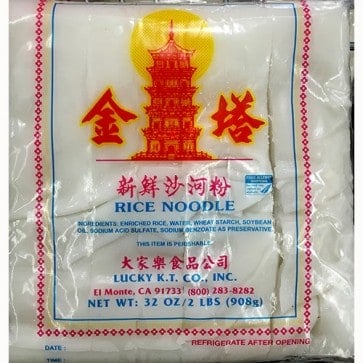 金 塔
新鮮沙河粉
RICE NOODLE
INGREDIENTS: ENRICHED RICE, WATER, WHEAT STARCH, SOYBEAN
OIL, SODIUM ACID SULFATE, SODIUM BENZOATE AS PRESERVATIVE
THIS ITEM IS PERISHABLE
大家樂食品公司
LUCKY K.T. CO., INC.
El Monte, CA 91733 (800) 283-8282
NET WT: 32 OZ/2 LBS (908g)
REFRIGERATE AFTER OPENING
DATE :
TIME :